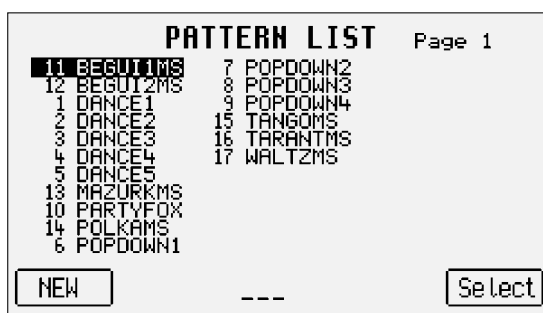 PATTERN LIST Page 1
11 BEGUI1MS
12 BEGUI2MS
1 DANCE1
2 DANCE2
3 DANCE3
4 DANCE4
5 DANCE5
13 MAZURKMS
10 PARTYFOX
14 POLKAMS
6 POPDOWN1
7 POPDOWN2
8 POPDOWN3
9 POPDOWN4
15 TANGOMS
16 TARANTMS
17 WALTZMS
NEW ___ Select